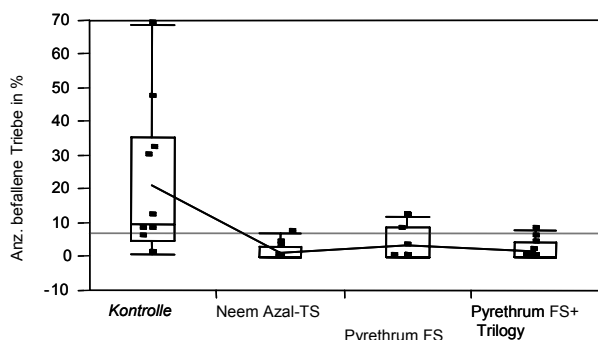 Anz. befallene Triebe in %
70
60
50
40
30
20
10
0
-10
Kontrolle
Neem Azal-TS
Pyrethrum FS
Pyrethrum FS+
Trilogy